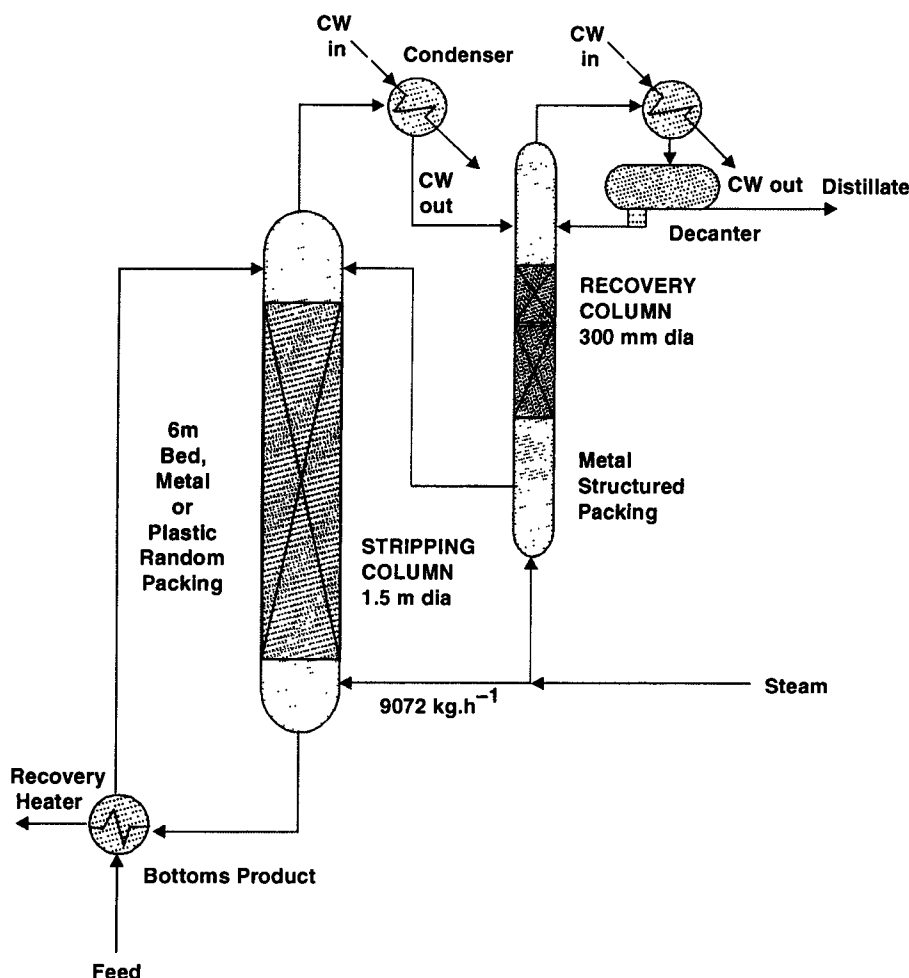 CW
in
Condenser
CW
in
CW
out
CW out
Distillate
Decanter
RECOVERY
COLUMN
300 mm dia
6m
Bed,
Metal
or
Plastic
Random
Packing
Metal
Structured
Packing
STRIPPING
COLUMN
1.5 m dia
Steam
9072 kg.h⁻¹
Recovery
Heater
Bottoms Product
Feed